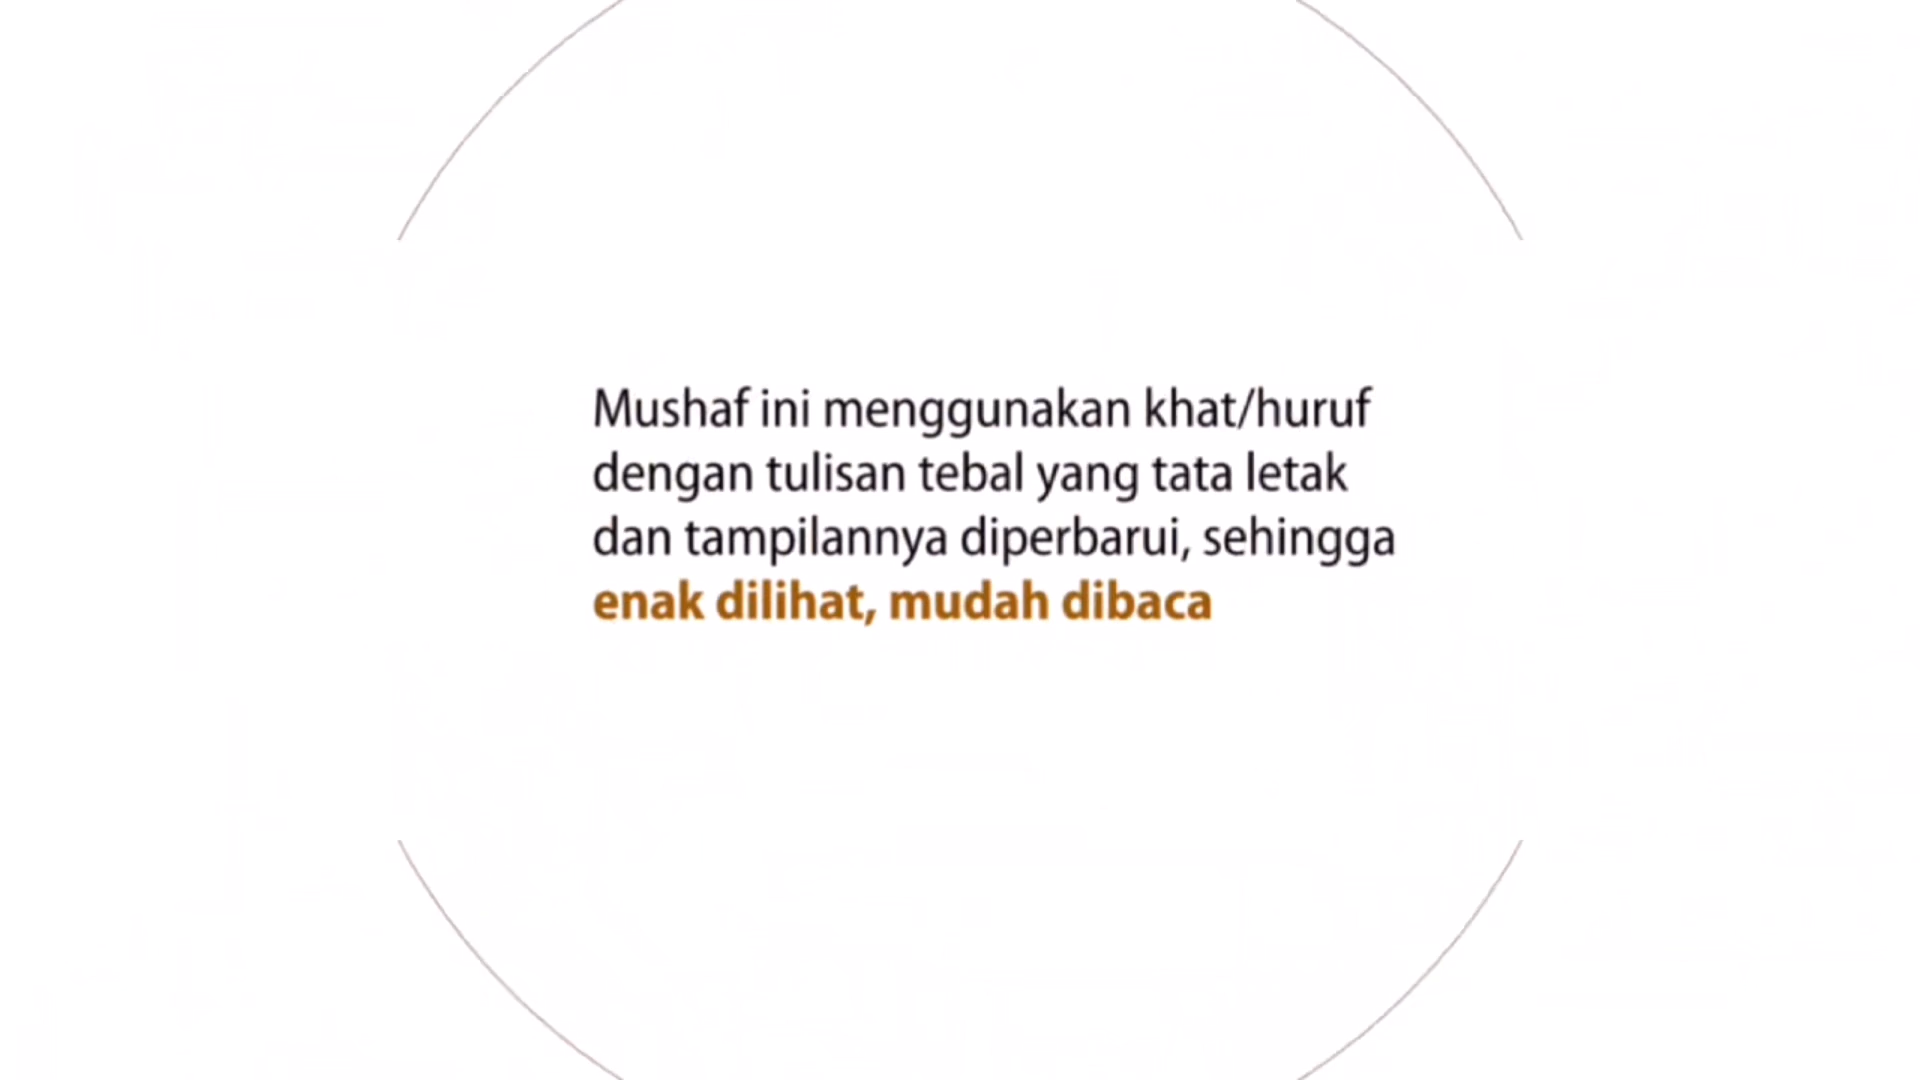 Mushaf ini menggunakan khat/huruf
dengan tulisan tebal yang tata letak
dan tampilannya diperbarui, sehingga
enak dilihat, mudah dibaca